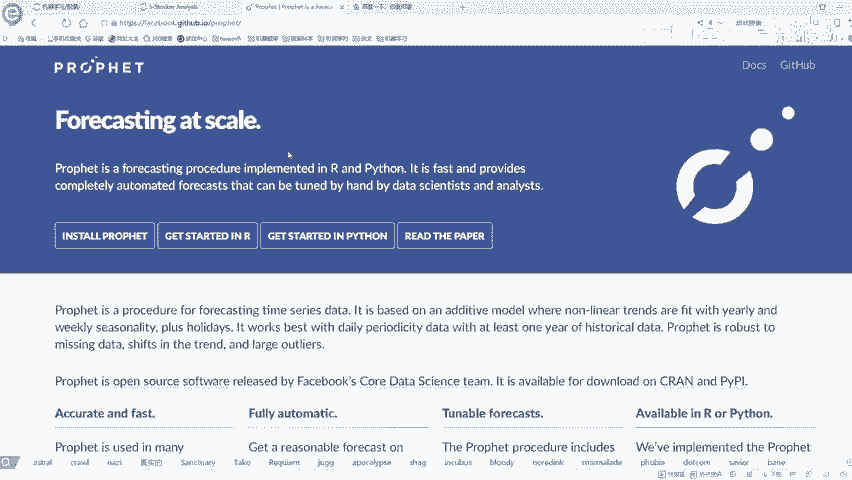 Prophet | Prophet is a foreca
https://facebook.github.io/prophet/
PROPHET
Docs GitHub
Forecasting at scale.
Prophet is a forecasting procedure implemented in R and Python. It is fast and provides
completely automated forecasts that can be tuned by hand by data scientists and analysts.
INSTALL PROPHET GET STARTED IN R GET STARTED IN PYTHON READ THE PAPER
Prophet is a procedure for forecasting time series data. It is based on an additive model where non-linear trends are fit with yearly and
weekly seasonality, plus holidays. It works best with daily periodicity data with at least one year of historical data. Prophet is robust to
missing data, shifts in the trend, and large outliers.
Prophet is open source software released by Facebook's Core Data Science team. It is available for download on CRAN and PyPI.
Accurate and fast. Fully automatic. Tunable forecasts. Available in R or Python.
Prophet is used in many Get a reasonable forecast on The Prophet procedure includes We've implemented the Prophet
astral crawl nazi 真实的 Sanctuary Take Requiem jugg apocalypse shag incubus bloody noredink marmalade phobia dotcom savior bane